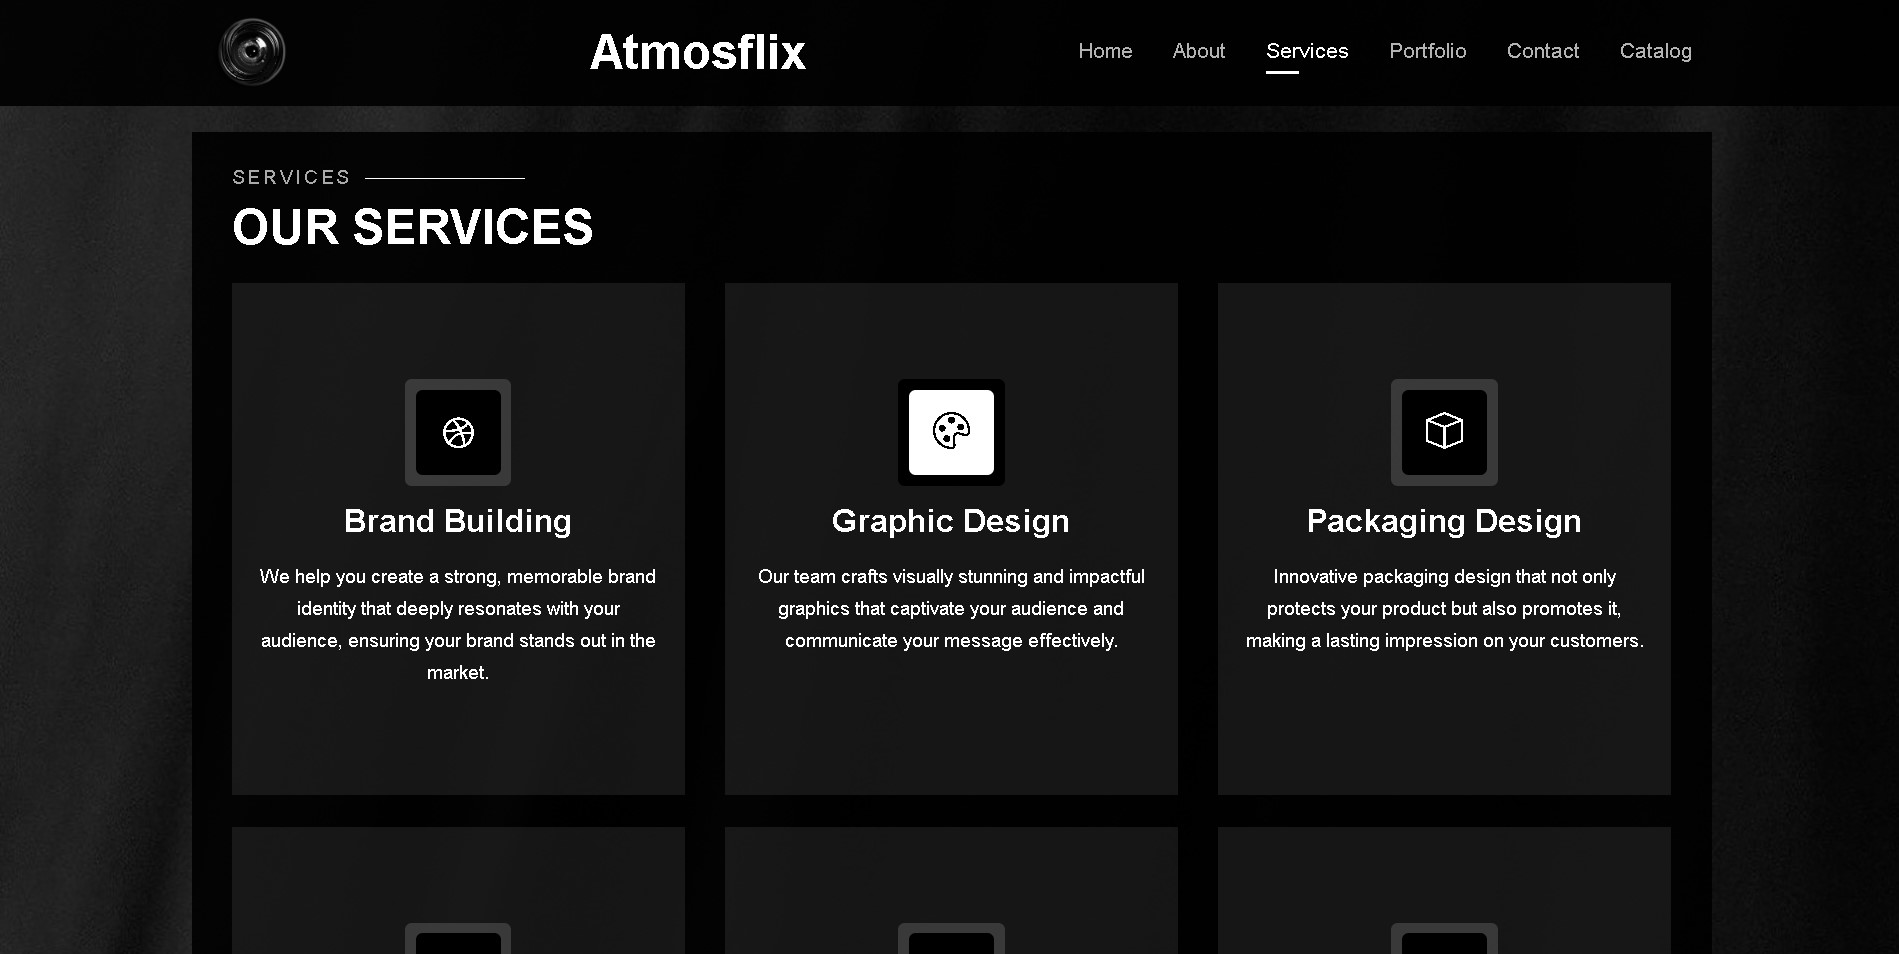 Atmosflix
Home About Services Portfolio Contact Catalog
SERVICES
OUR SERVICES
Brand Building
We help you create a strong, memorable brand
identity that deeply resonates with your
audience, ensuring your brand stands out in the
market.
Graphic Design
Our team crafts visually stunning and impactful
graphics that captivate your audience and
communicate your message effectively.
Packaging Design
Innovative packaging design that not only
protects your product but also promotes it,
making a lasting impression on your customers.